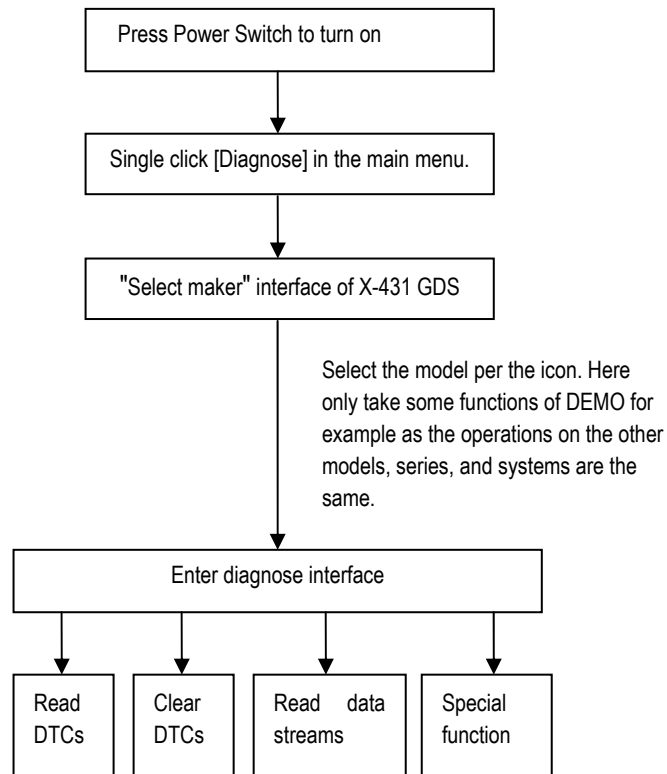 Press Power Switch to turn on
Single click [Diagnose] in the main menu.
"Select maker" interface of X-431 GDS
Select the model per the icon. Here
only take some functions of DEMO for
example as the operations on the other
models, series, and systems are the
same.
Enter diagnose interface
Read
DTCs
Clear
DTCs
Read data
streams
Special
function